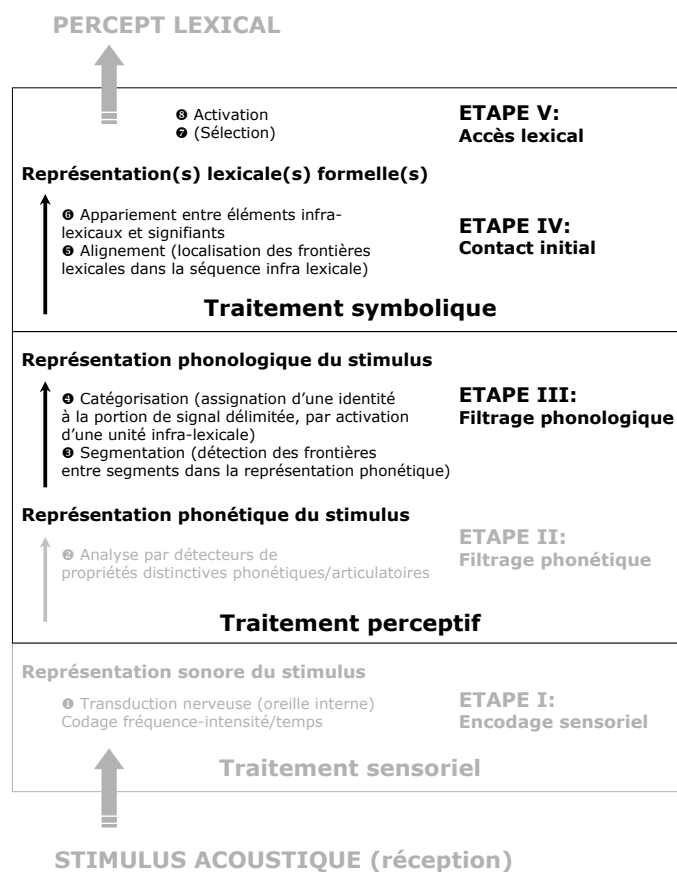 PERCEPT LEXICAL
❽ Activation
❼ (Sélection)
ETAPE V:
Accès lexical
Représentation(s) lexicale(s) formelle(s)
❻ Appariement entre éléments infra-
lexicaux et signifiants
❺ Alignement (localisation des frontières
lexicales dans la séquence infra lexicale)
ETAPE IV:
Contact initial
Traitement symbolique
Représentation phonologique du stimulus
❹ Catégorisation (assignation d’une identité
à la portion de signal délimitée, par activation
d’une unité infra-lexicale)
❸ Segmentation (détection des frontières
entre segments dans la représentation phonétique)
ETAPE III:
Filtrage phonologique
Représentation phonétique du stimulus
❷ Analyse par détecteurs de
propriétés distinctives phonétiques/articulatoires
ETAPE II:
Filtrage phonétique
Traitement perceptif
Représentation sonore du stimulus
❶ Transduction nerveuse (oreille interne)
Codage fréquence-intensité/temps
ETAPE I:
Encodage sensoriel
Traitement sensoriel
STIMULUS ACOUSTIQUE (réception)